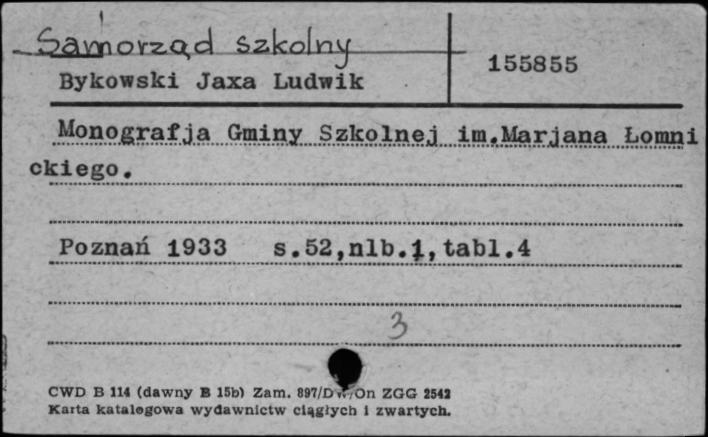 Samorząd szkolny
155855
Bykowski Jaxa Ludwik
Monografja Gminy Szkolnej im.Marjana Łomni
ckiego.
Poznań 1933 s.52,nlb.1,tabl.4
3
CWD B 114 (dawny B 15b) Zam. 897/DW/On ZGG 2542
Karta katalogowa wydawnictw ciągłych i zwartych.